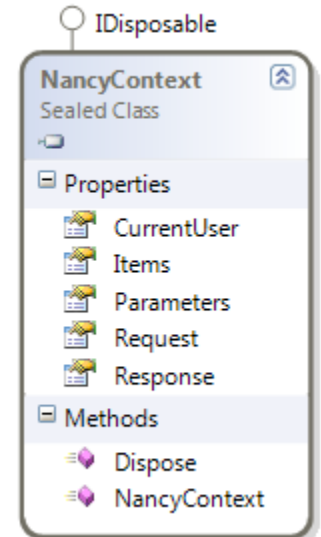 IDisposable
NancyContext
Sealed Class
Properties
CurrentUser
Items
Parameters
Request
Response
Methods
Dispose
NancyContext